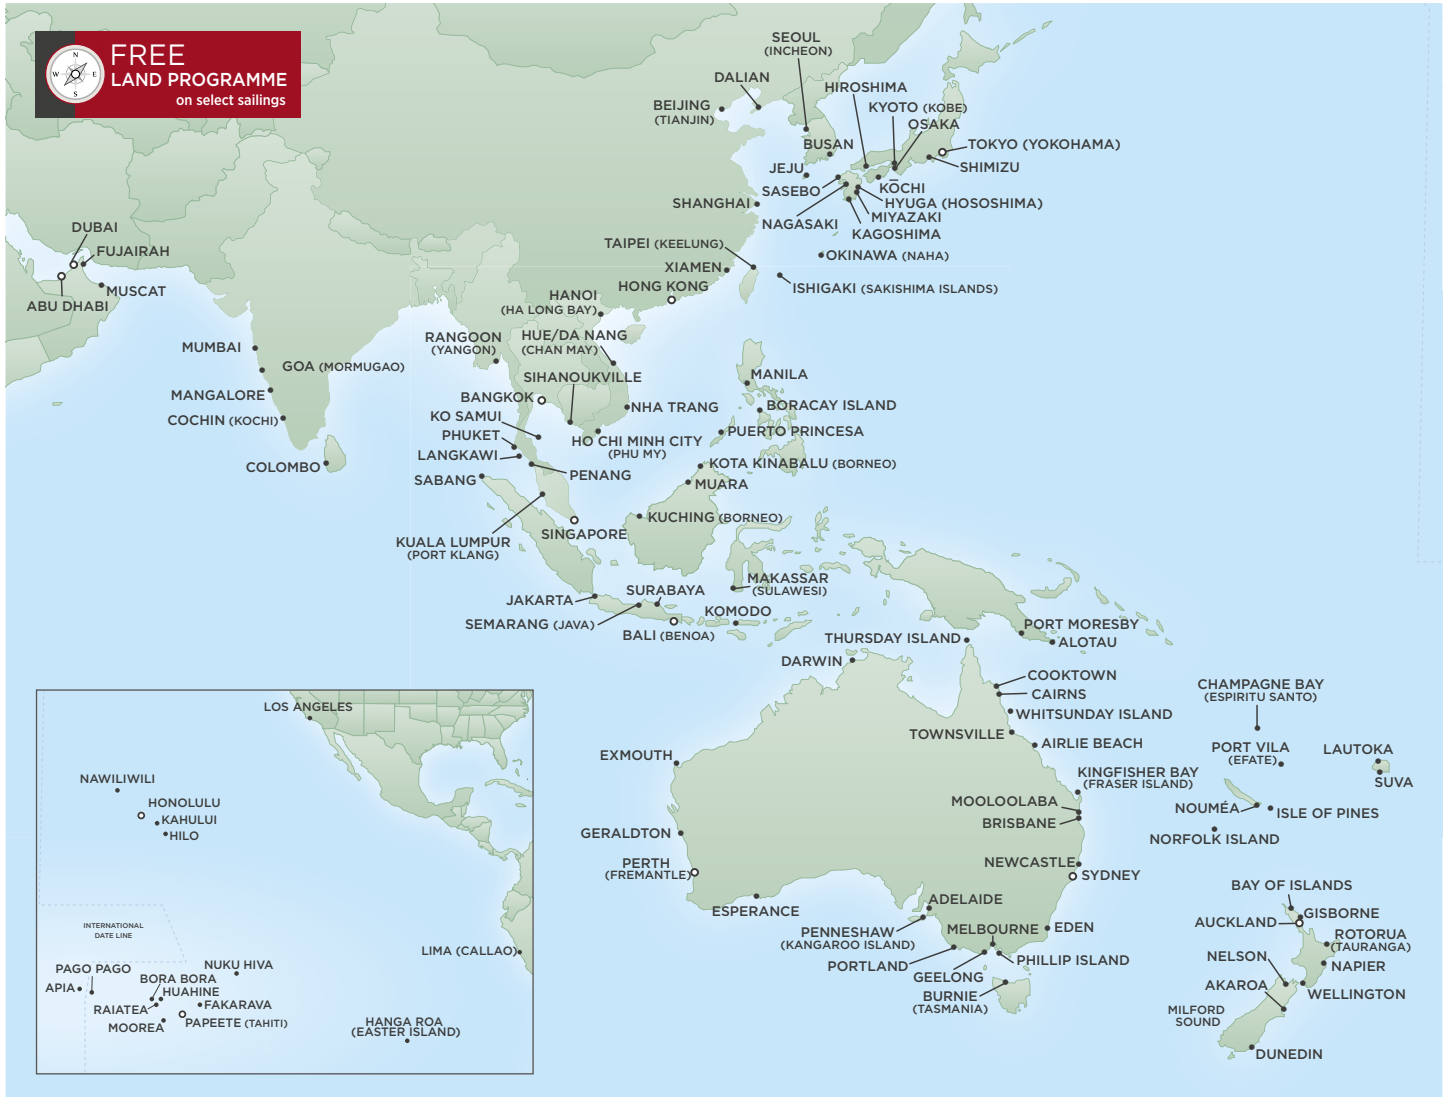 FREE
LAND PROGRAMME
on select sailings
N
W
E
S
SEOUL
(INCHEON)
DALIAN
HIROSHIMA
BEIJING
(TIANJIN)
KYOTO (KOBE)
OSAKA
BUSAN
TOKYO (YOKOHAMA)
SHIMIZU
JEJU
SASEBO
KŌCHI
SHANGHAI
HYUGA (HOSOSHIMA)
MIYAZAKI
NAGASAKI
KAGOSHIMA
DUBAI
FUJAIRAH
TAIPEI (KEELUNG)
OKINAWA (NAHA)
XIAMEN
HONG KONG
ISHIGAKI (SAKISHIMA ISLANDS)
MUSCAT
ABU DHABI
HANOI
(HA LONG BAY)
RANGOON
(YANGON)
HUE/DA NANG
(CHAN MAY)
MUMBAI
GOA (MORMUGAO)
SIHANOUKVILLE
MANILA
MANGALORE
BANGKOK
NHA TRANG
BORACAY ISLAND
COCHIN (KOCHI)
KO SAMUI
PHUKET
HO CHI MINH CITY
(PHU MY)
PUERTO PRINCESA
LANGKAWI
COLOMBO
SABANG
PENANG
KOTA KINABALU (BORNEO)
MUARA
KUCHING (BORNEO)
SINGAPORE
KUALA LUMPUR
(PORT KLANG)
MAKASSAR
(SULAWESI)
JAKARTA
SURABAYA
KOMODO
SEMARANG (JAVA)
BALI (BENOA)
THURSDAY ISLAND
PORT MORESBY
ALOTAU
DARWIN
COOKTOWN
CAIRNS
WHITSUNDAY ISLAND
TOWNSVILLE
AIRLIE BEACH
CHAMPAGNE BAY
(ESPIRITU SANTO)
PORT VILA
(EFATE)
LAUTOKA
SUVA
EXMOUTH
KINGFISHER BAY
(FRASER ISLAND)
MOOLOOLABA
BRISBANE
NOUMÉA
ISLE OF PINES
NORFOLK ISLAND
GERALDTON
PERTH
(FREMANTLE)
NEWCASTLE
SYDNEY
ESPERANCE
ADELAIDE
PENNESHAW
(KANGAROO ISLAND)
MELBOURNE
EDEN
PORTLAND
GEELONG
PHILLIP ISLAND
BURNIE
(TASMANIA)
BAY OF ISLANDS
GISBORNE
AUCKLAND
ROTORUA
(TAURANGA)
NELSON
NAPIER
AKAROA
WELLINGTON
MILFORD
SOUND
DUNEDIN
LOS ANGELES
NAWILIWILI
HONOLULU
KAHULUI
HILO
INTERNATIONAL
DATE LINE
LIMA (CALLAO)
PAGO PAGO
NUKU HIVA
APIA
BORA BORA
HUAHINE
RAIATEA
FAKARAVA
MOOREA
PAPEETE (TAHITI)
HANGA ROA
(EASTER ISLAND)